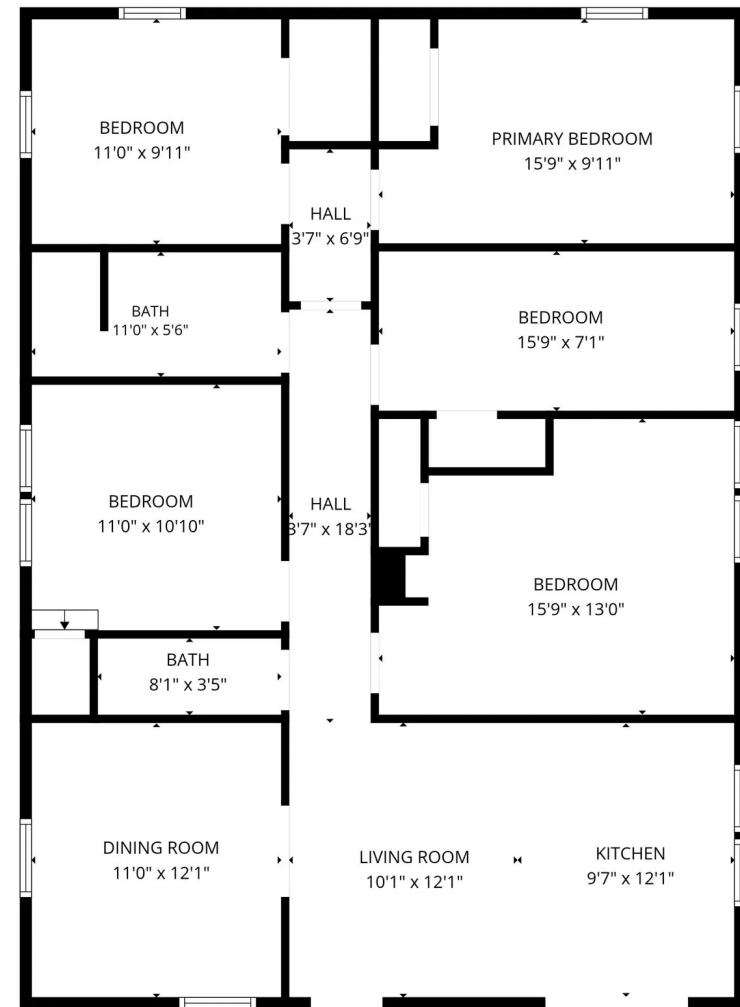 BEDROOM
11'0" x 9'11"
PRIMARY BEDROOM
15'9" x 9'11"
HALL
3'7" x 6'9"
BATH
11'0" x 5'6"
BEDROOM
15'9" x 7'1"
BEDROOM
11'0" x 10'10"
HALL
3'7" x 18'3"
BEDROOM
15'9" x 13'0"
BATH
8'1" x 3'5"
DINING ROOM
11'0" x 12'1"
LIVING ROOM
10'1" x 12'1"
KITCHEN
9'7" x 12'1"